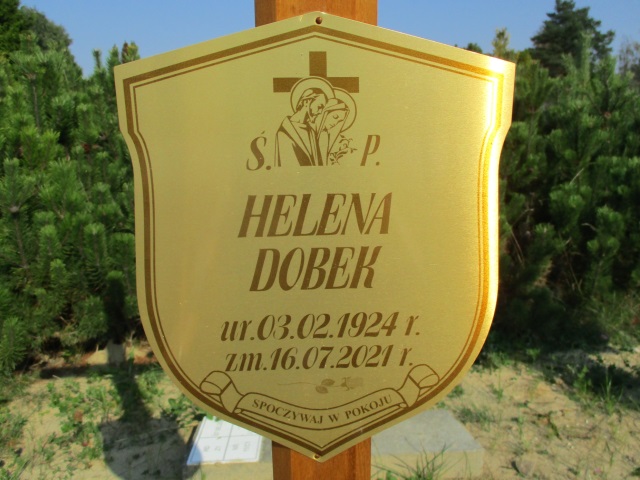 Ś. P.
HELENA
DOBEK
ur.03.02.1924 r.
zm.16.07.2021 r.
SPOCZYWAJ W POKOJU